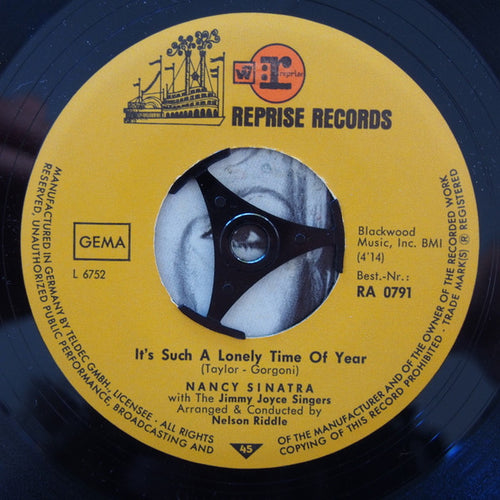 W7 r reprise
REPRISE RECORDS
GEMA
L 6752
Blackwood
Music, Inc. BMI
(4'14)
Best.-Nr.:
RA 0791
It's Such A Lonely Time Of Year
(Taylor - Gorgoni)
NANCY SINATRA
with The Jimmy Joyce Singers
Arranged & Conducted by
Nelson Riddle
45
MANUFACTURED IN GERMANY BY TELDEC GMBH., LICENSEE - ALL RIGHTS
RESERVED, UNAUTHORIZED PUBLIC PERFORMANCE, BROADCASTING AND
COPYING OF THIS RECORD PROHIBITED - TRADE MARK(S) ® REGISTERED
OF THE MANUFACTURER AND OF THE OWNER OF THE RECORDED WORK